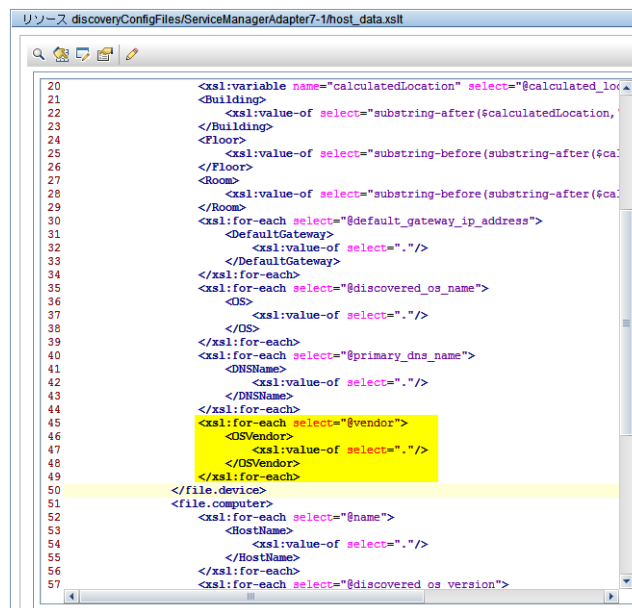 リソース discoveryConfigFiles/ServiceManagerAdapter7-1/host_data.xslt
20 <xsl:variable name="calculatedLocation" select="@calculated_loc
21 <Building>
22 <xsl:value-of select="substring-after($calculatedLocation,'
23 </Building>
24 <Floor>
25 <xsl:value-of select="substring-before(substring-after($cal
26 </Floor>
27 <Room>
28 <xsl:value-of select="substring-before(substring-after($cal
29 </Room>
30 <xsl:for-each select="@default_gateway_ip_address">
31 <DefaultGateway>
32 <xsl:value-of select="."/>
33 </DefaultGateway>
34 </xsl:for-each>
35 <xsl:for-each select="@discovered_os_name">
36 <OS>
37 <xsl:value-of select="."/>
38 </OS>
39 </xsl:for-each>
40 <xsl:for-each select="@primary_dns_name">
41 <DNSName>
42 <xsl:value-of select="."/>
43 </DNSName>
44 </xsl:for-each>
45 <xsl:for-each select="@vendor">
46 <OSVendor>
47 <xsl:value-of select="."/>
48 </OSVendor>
49 </xsl:for-each>
50 </file.device>
51 <file.computer>
52 <xsl:for-each select="@name">
53 <HostName>
54 <xsl:value-of select="."/>
55 </HostName>
56 </xsl:for-each>
57 <xsl:for-each select="@discovered_os_version">